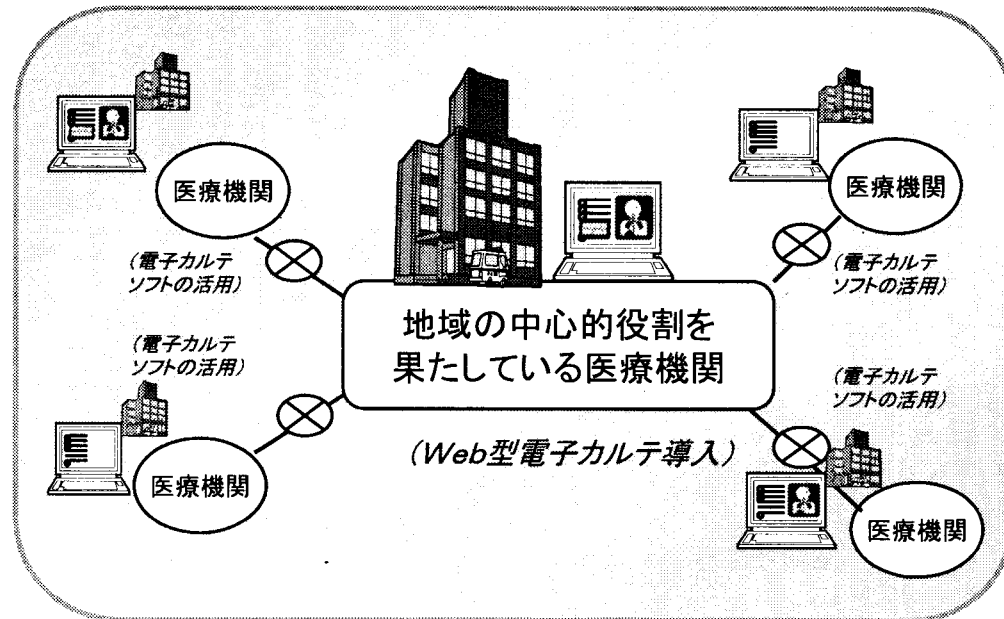 医療機関
(電子カルテ
ソフトの活用)
医療機関
(電子カルテ
ソフトの活用)
地域の中心的役割を
果たしている医療機関
(Web型電子カルテ導入)
(電子カルテ
ソフトの活用)
医療機関
(電子カルテ
ソフトの活用)
医療機関